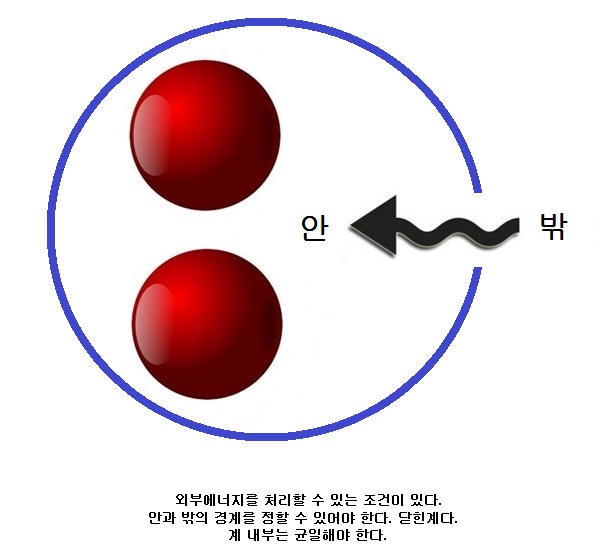 안
밖
외부에너지를 처리할 수 있는 조건이 있다.
안과 밖의 경계를 정할 수 있어야 한다. 닫힌계다.
계 내부는 균일해야 한다.